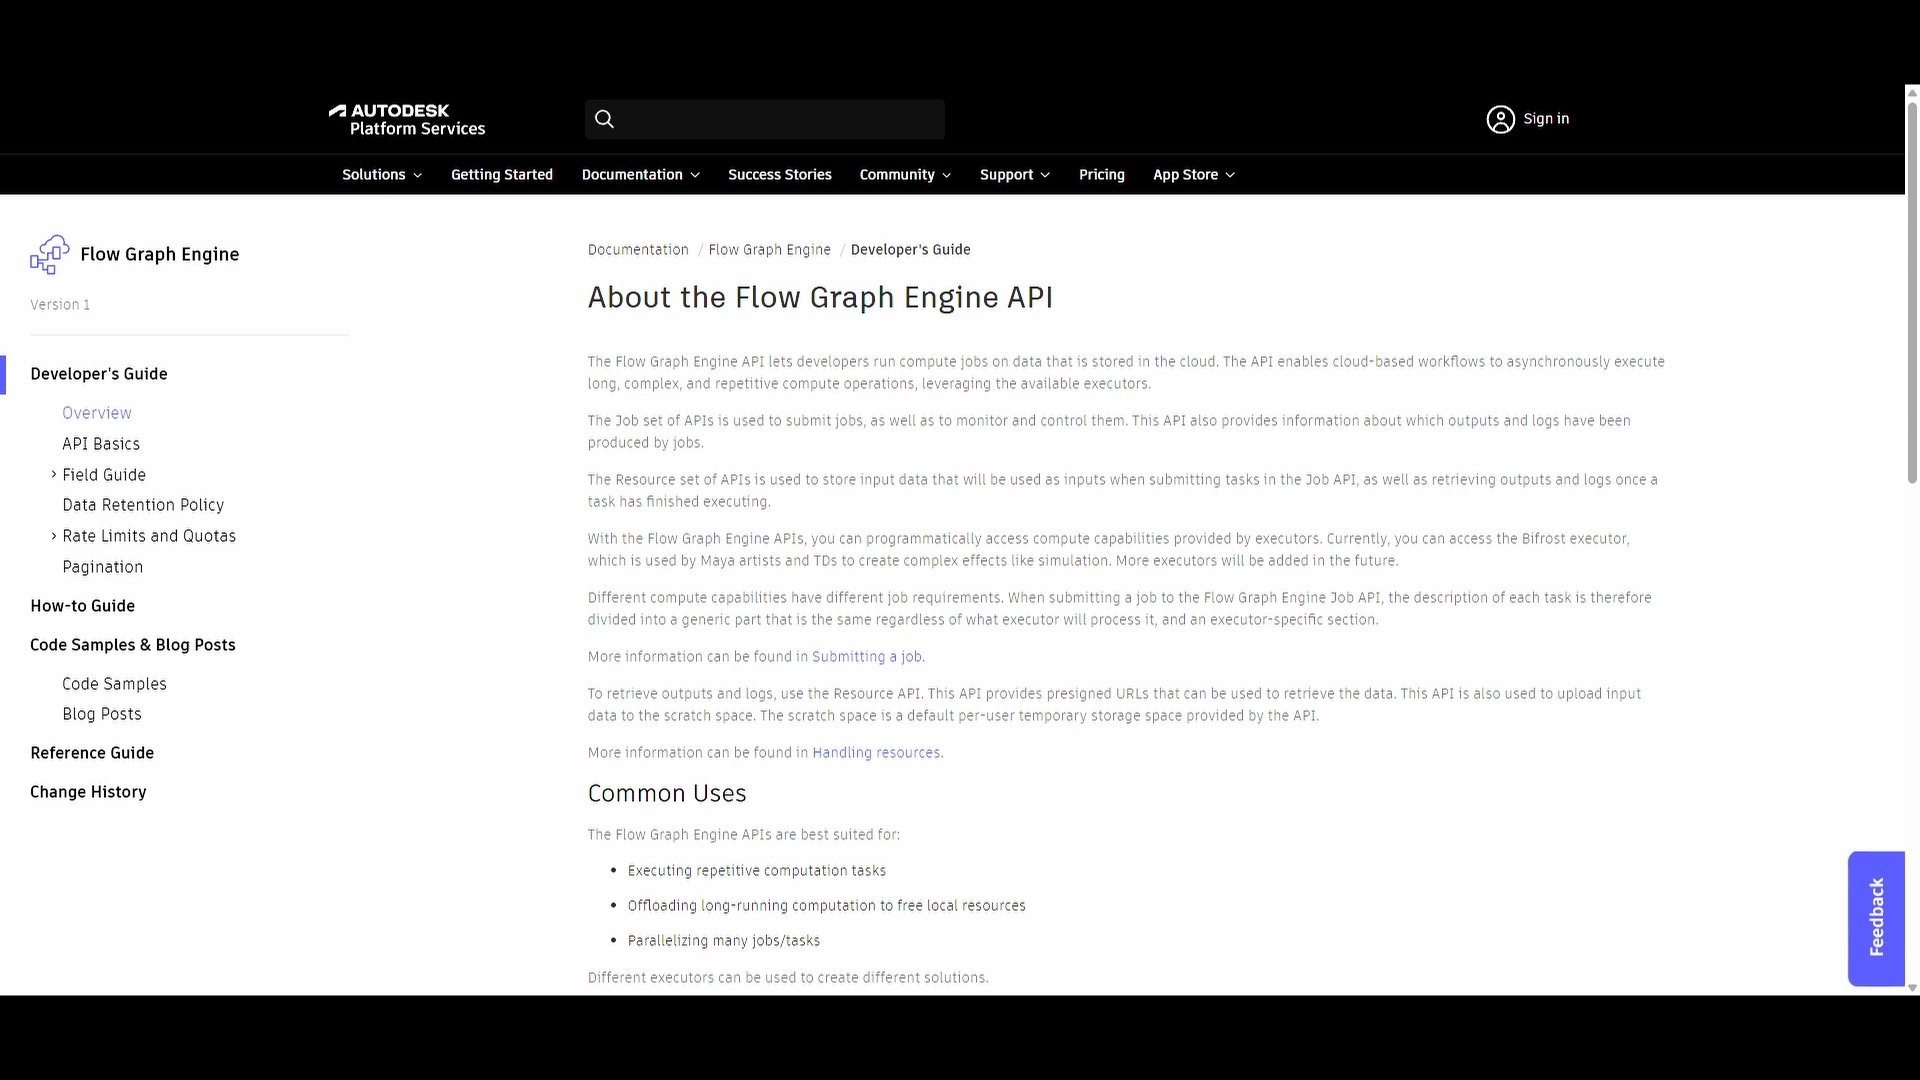 AUTODESK
Platform Services
Sign in
Solutions
Getting Started
Documentation
Success Stories
Community
Support
Pricing
App Store
Flow Graph Engine
Version 1
Developer's Guide
Overview
API Basics
Field Guide
Data Retention Policy
Rate Limits and Quotas
Pagination
How-to Guide
Code Samples & Blog Posts
Code Samples
Blog Posts
Reference Guide
Change History
Documentation / Flow Graph Engine / Developer's Guide
About the Flow Graph Engine API
The Flow Graph Engine API lets developers run compute jobs on data that is stored in the cloud. The API enables cloud-based workflows to asynchronously execute
long, complex, and repetitive compute operations, leveraging the available executors.
The Job set of APIs is used to submit jobs, as well as to monitor and control them. This API also provides information about which outputs and logs have been
produced by jobs.
The Resource set of APIs is used to store input data that will be used as inputs when submitting tasks in the Job API, as well as retrieving outputs and logs once a
task has finished executing.
With the Flow Graph Engine APIs, you can programmatically access compute capabilities provided by executors. Currently, you can access the Bifrost executor,
which is used by Maya artists and TDs to create complex effects like simulation. More executors will be added in the future.
Different compute capabilities have different job requirements. When submitting a job to the Flow Graph Engine Job API, the description of each task is therefore
divided into a generic part that is the same regardless of what executor will process it, and an executor-specific section.
More information can be found in Submitting a job.
To retrieve outputs and logs, use the Resource API. This API provides presigned URLs that can be used to retrieve the data. This API is also used to upload input
data to the scratch space. The scratch space is a default per-user temporary storage space provided by the API.
More information can be found in Handling resources.
Common Uses
The Flow Graph Engine APIs are best suited for:
• Executing repetitive computation tasks
• Offloading long-running computation to free local resources
• Parallelizing many jobs/tasks
Different executors can be used to create different solutions.
Feedback